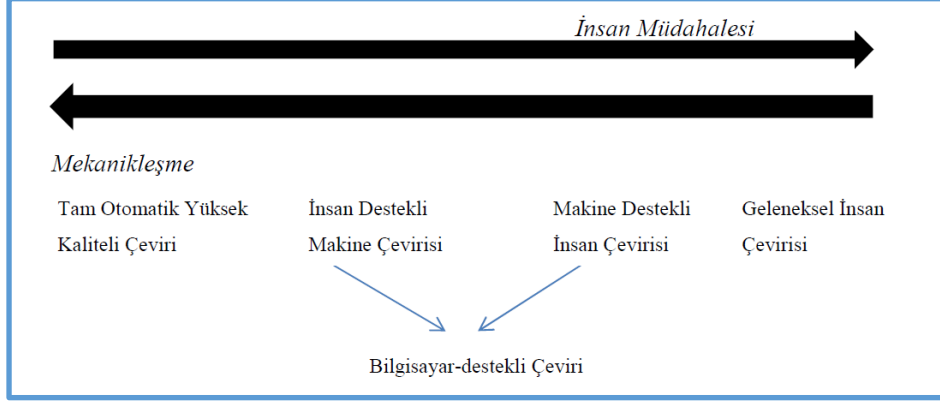 İnsan Müdahalesi
Mekanikleşme
Tam Otomatik Yüksek
Kaliteli Çeviri
İnsan Destekli
Makine Çevirisi
Makine Destekli
İnsan Çevirisi
Geleneksel İnsan
Çevirisi
Bilgisayar-destekli Çeviri